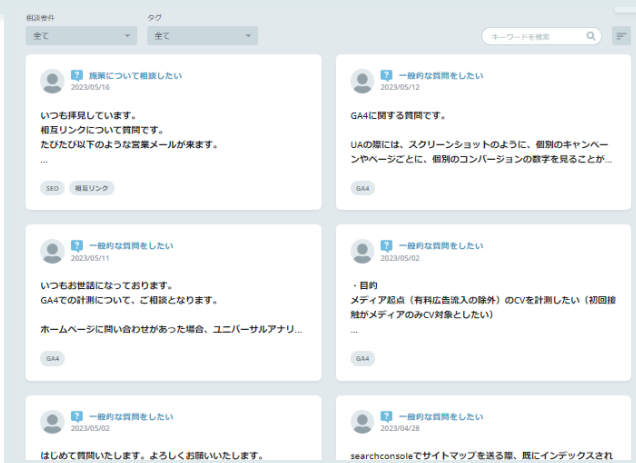 相談要件
タグ
全て
全て
キーワードを検索
施策について相談したい
2023/05/16
いつも拝見しています。
相互リンクについて質問です。
たびたび以下のような営業メールが来ます。
...
SEO
相互リンク
一般的な質問をしたい
2023/05/12
GA4に関する質問です。
UAの際には、スクリーンショットのように、個別のキャンペー
ンやページごとに、個別のコンバージョンの数字を見ることが...
GA4
一般的な質問をしたい
2023/05/11
いつもお世話になっております。
GA4での計測について、ご相談となります。
ホームページに問い合わせがあった場合、ユニバーサルアナリ...
GA4
一般的な質問をしたい
2023/05/02
・目的
メディア起点（有料広告流入の除外）のCVを計測したい（初回接
触がメディアのみCV対象としたい）
...
GA4
一般的な質問をしたい
2023/05/02
はじめて質問いたします。よろしくお願いいたします。
一般的な質問をしたい
2023/04/28
searchconsoleでサイトマップを送る際、既にインデックスされ